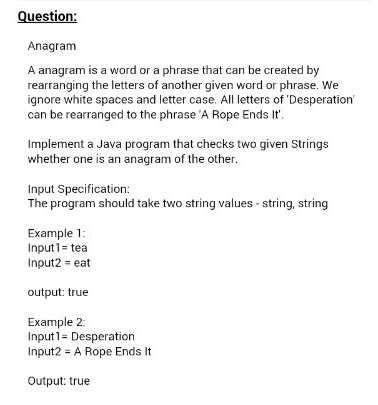 Question:
Anagram
A anagram is a word or a phrase that can be created by
rearranging the letters of another given word or phrase. We
ignore white spaces and letter case. All letters of 'Desperation'
can be rearranged to the phrase 'A Rope Ends It'.
Implement a Java program that checks two given Strings
whether one is an anagram of the other.
Input Specification:
The program should take two string values - string, string
Example 1:
Input1= tea
Input2 = eat
output: true
Example 2:
Input1= Desperation
Input2 = A Rope Ends It
Output: true